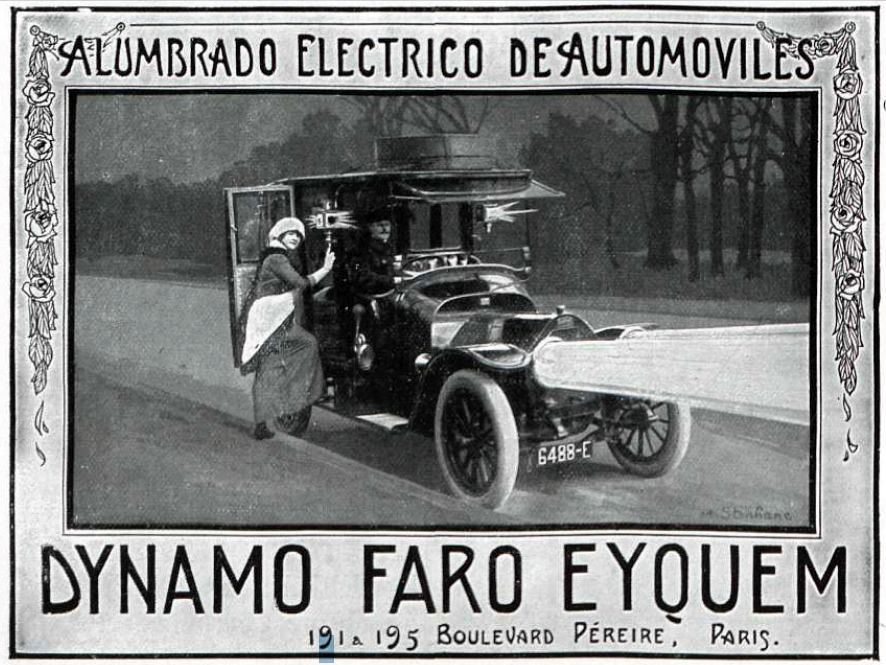 ALUMBRADO ELECTRICO DE AUTOMOVILES
6488-E
DYNAMO FARO EYQUEM
191 a 195 BOULEVARD PÉREIRE, PARIS.